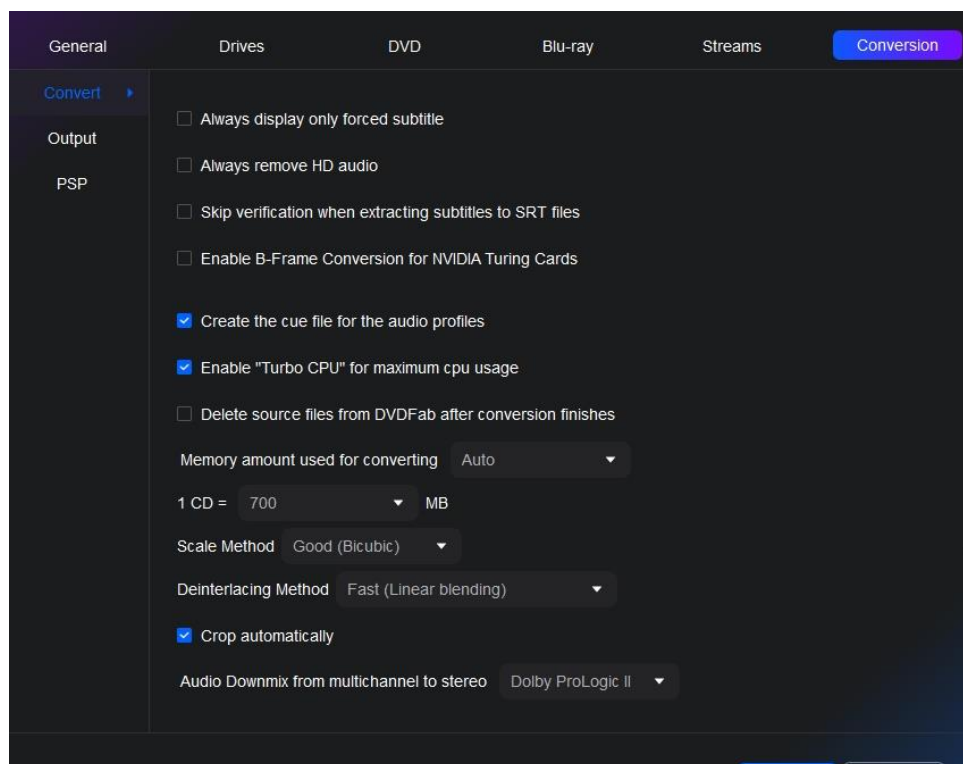 General Drives DVD Blu-ray Streams Conversion
Convert
Output
PSP
Always display only forced subtitle
Always remove HD audio
Skip verification when extracting subtitles to SRT files
Enable B-Frame Conversion for NVIDIA Turing Cards
Create the cue file for the audio profiles
Enable "Turbo CPU" for maximum cpu usage
Delete source files from DVDFab after conversion finishes
Memory amount used for converting Auto
1 CD = 700 MB
Scale Method Good (Bicubic)
Deinterlacing Method Fast (Linear blending)
Crop automatically
Audio Downmix from multichannel to stereo Dolby ProLogic II